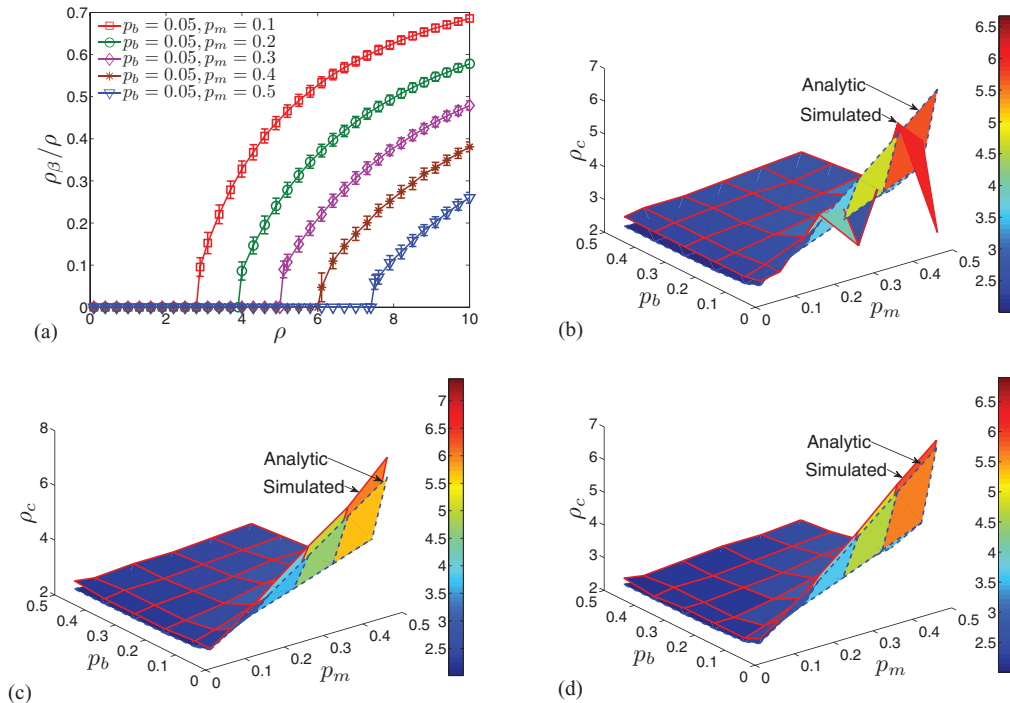 0.7
0.6
0.5
0.4
0.3
0.2
0.1
0
ρ_β/ρ
p_b = 0.05, p_m = 0.1
p_b = 0.05, p_m = 0.2
p_b = 0.05, p_m = 0.3
p_b = 0.05, p_m = 0.4
p_b = 0.05, p_m = 0.5
0 2 4 6 8 10
ρ
(a)
7
6
5
4
3
2
ρ_c
Analytic
Simulated
0.5
0.4
0.3
0.2
0.1
0
p_b
0 0.1 0.2 0.3 0.4 0.5
p_m
6.5
6
5.5
5
4.5
4
3.5
3
2.5
(b)
8
6
4
2
ρ_c
Analytic
Simulated
0.5
0.4
0.3
0.2
0.1
0
p_b
0 0.1 0.2 0.3 0.4 0.5
p_m
7
6.5
6
5.5
5
4.5
4
3.5
3
2.5
(c)
7
6
5
4
3
2
ρ_c
Analytic
Simulated
0.5
0.4
0.3
0.2
0.1
0
p_b
0 0.1 0.2 0.3 0.4 0.5
p_m
6.5
6
5.5
5
4.5
4
3.5
3
2.5
(d)